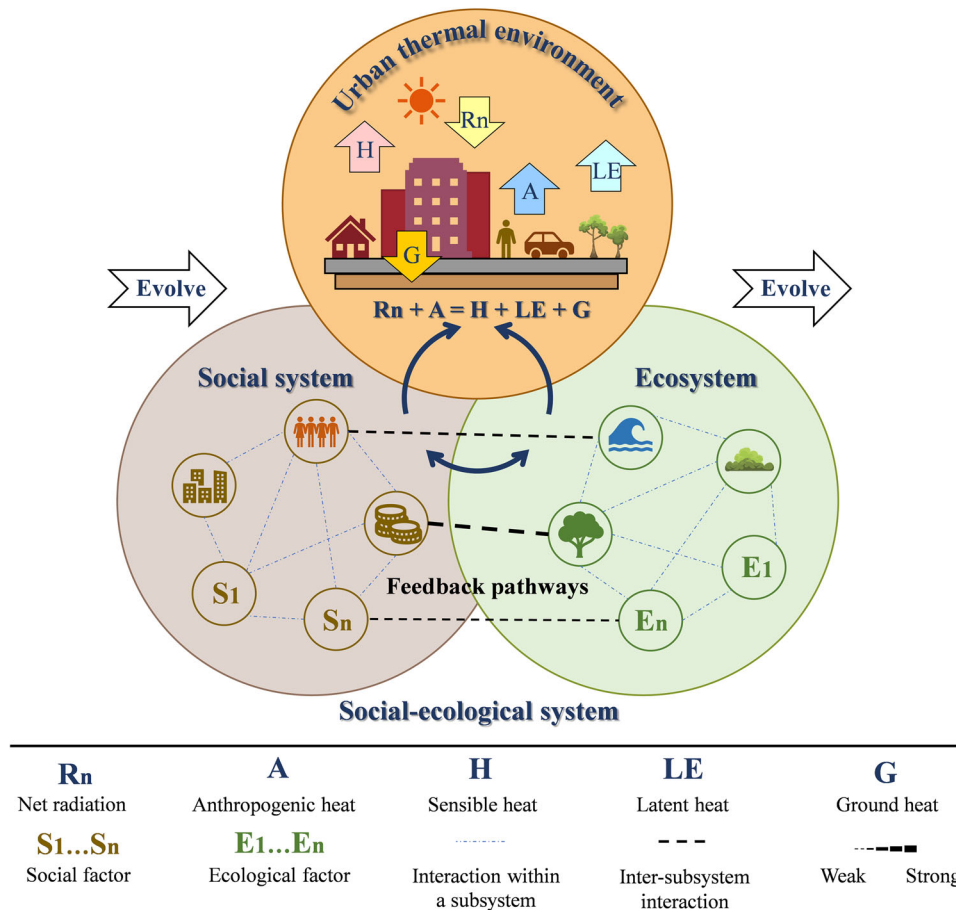 Urban thermal environment
Rn
H
LE
A
G
Rn + A = H + LE + G
Evolve
Evolve
Social system
Ecosystem
S1
Sn
Feedback pathways
E1
En
Social-ecological system
Rn
A
H
LE
G
Net radiation
Anthropogenic heat
Sensible heat
Latent heat
Ground heat
S1...Sn
E1...En
Social factor
Ecological factor
Interaction within
a subsystem
Inter-subsystem
interaction
Weak
Strong